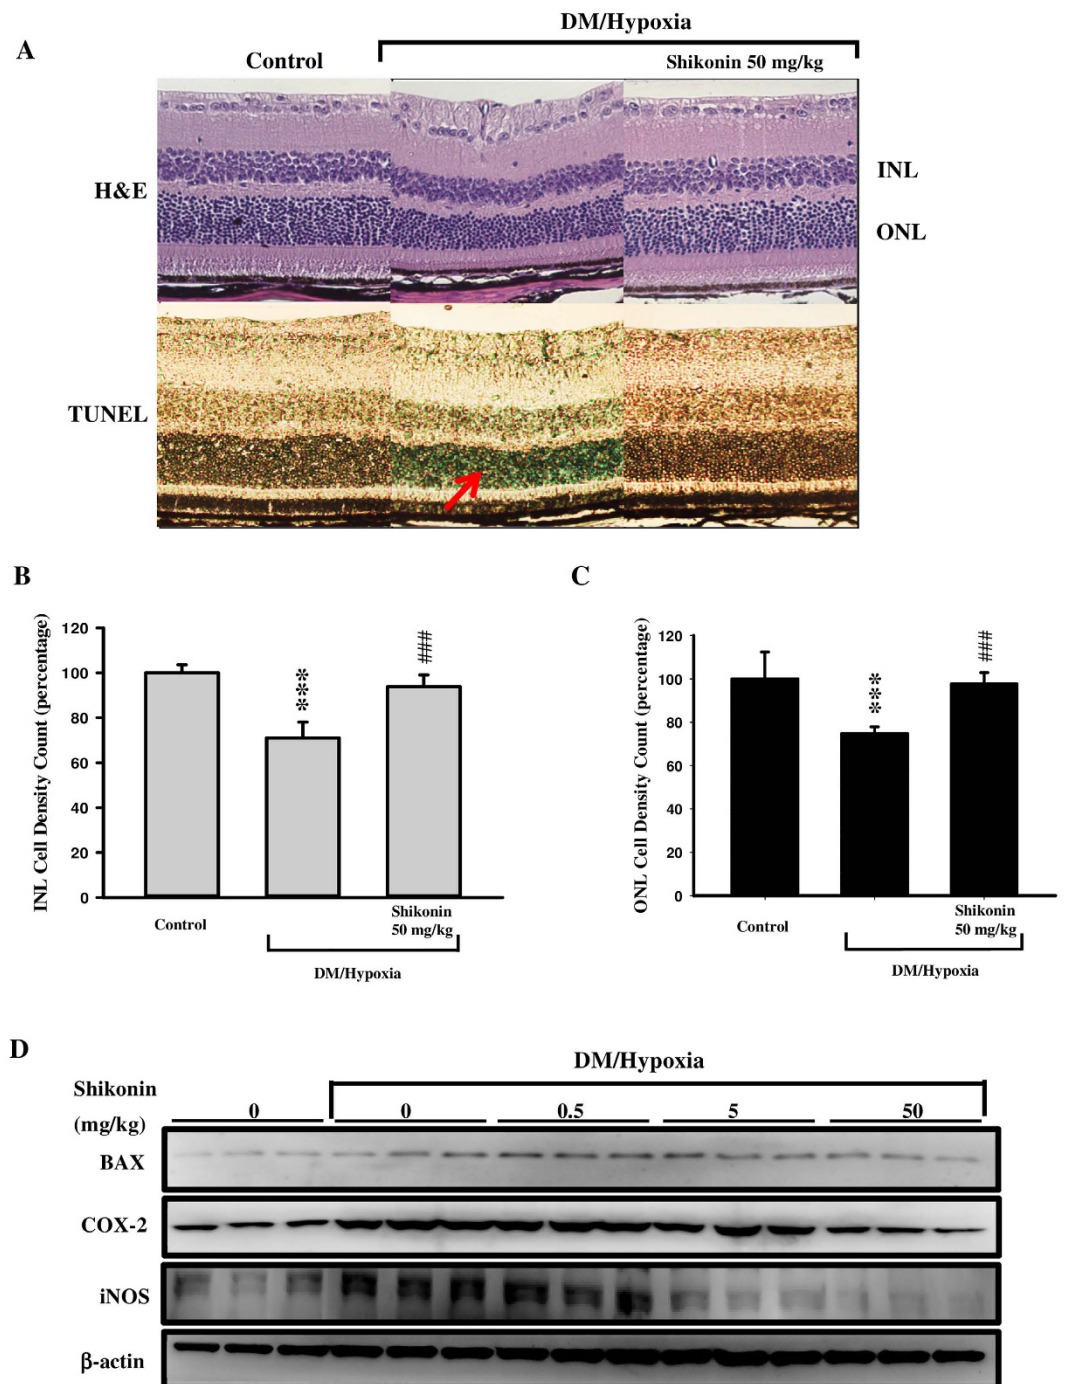 A
DM/Hypoxia
Control
Shikonin 50 mg/kg
H&E
INL
ONL
TUNEL
B
INL Cell Density Count (percentage)
120
100
80
60
40
20
0
***
###
Control
Shikonin
50 mg/kg
DM/Hypoxia
C
ONL Cell Density Count (percentage)
120
100
80
60
40
20
0
***
###
Control
Shikonin
50 mg/kg
DM/Hypoxia
D
DM/Hypoxia
Shikonin
(mg/kg)
0 0 0.5 5 50
BAX
COX-2
iNOS
β-actin